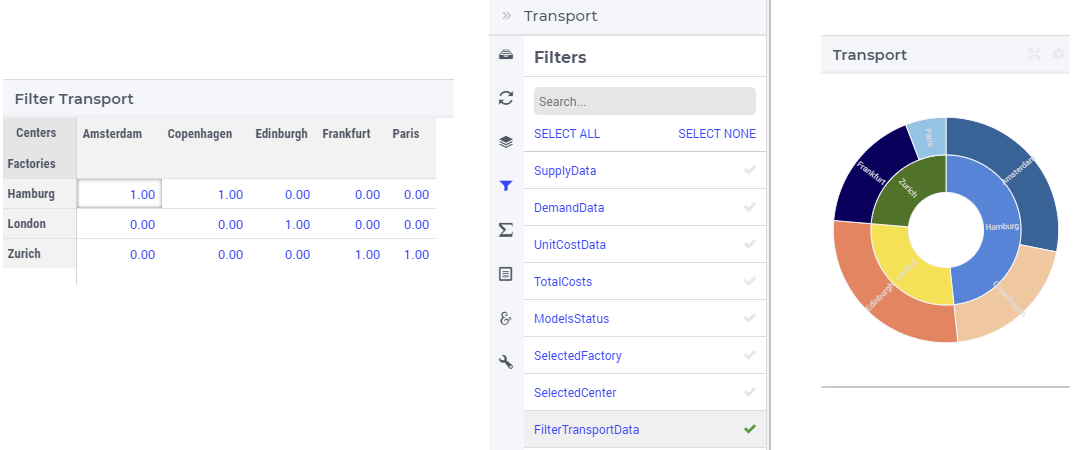 Filter Transport
Centers Amsterdam Copenhagen Edinburgh Frankfurt Paris
Factories
Hamburg 1.00 1.00 0.00 0.00 0.00
London 0.00 0.00 1.00 0.00 0.00
Zurich 0.00 0.00 0.00 1.00 1.00
» Transport
Filters
Search...
SELECT ALL SELECT NONE
SupplyData
DemandData
UnitCostData
TotalCosts
ModelsStatus
SelectedFactory
SelectedCenter
FilterTransportData
Transport
Paris
Amsterdam
Frankfurt
Zurich
Hamburg
Edinburgh